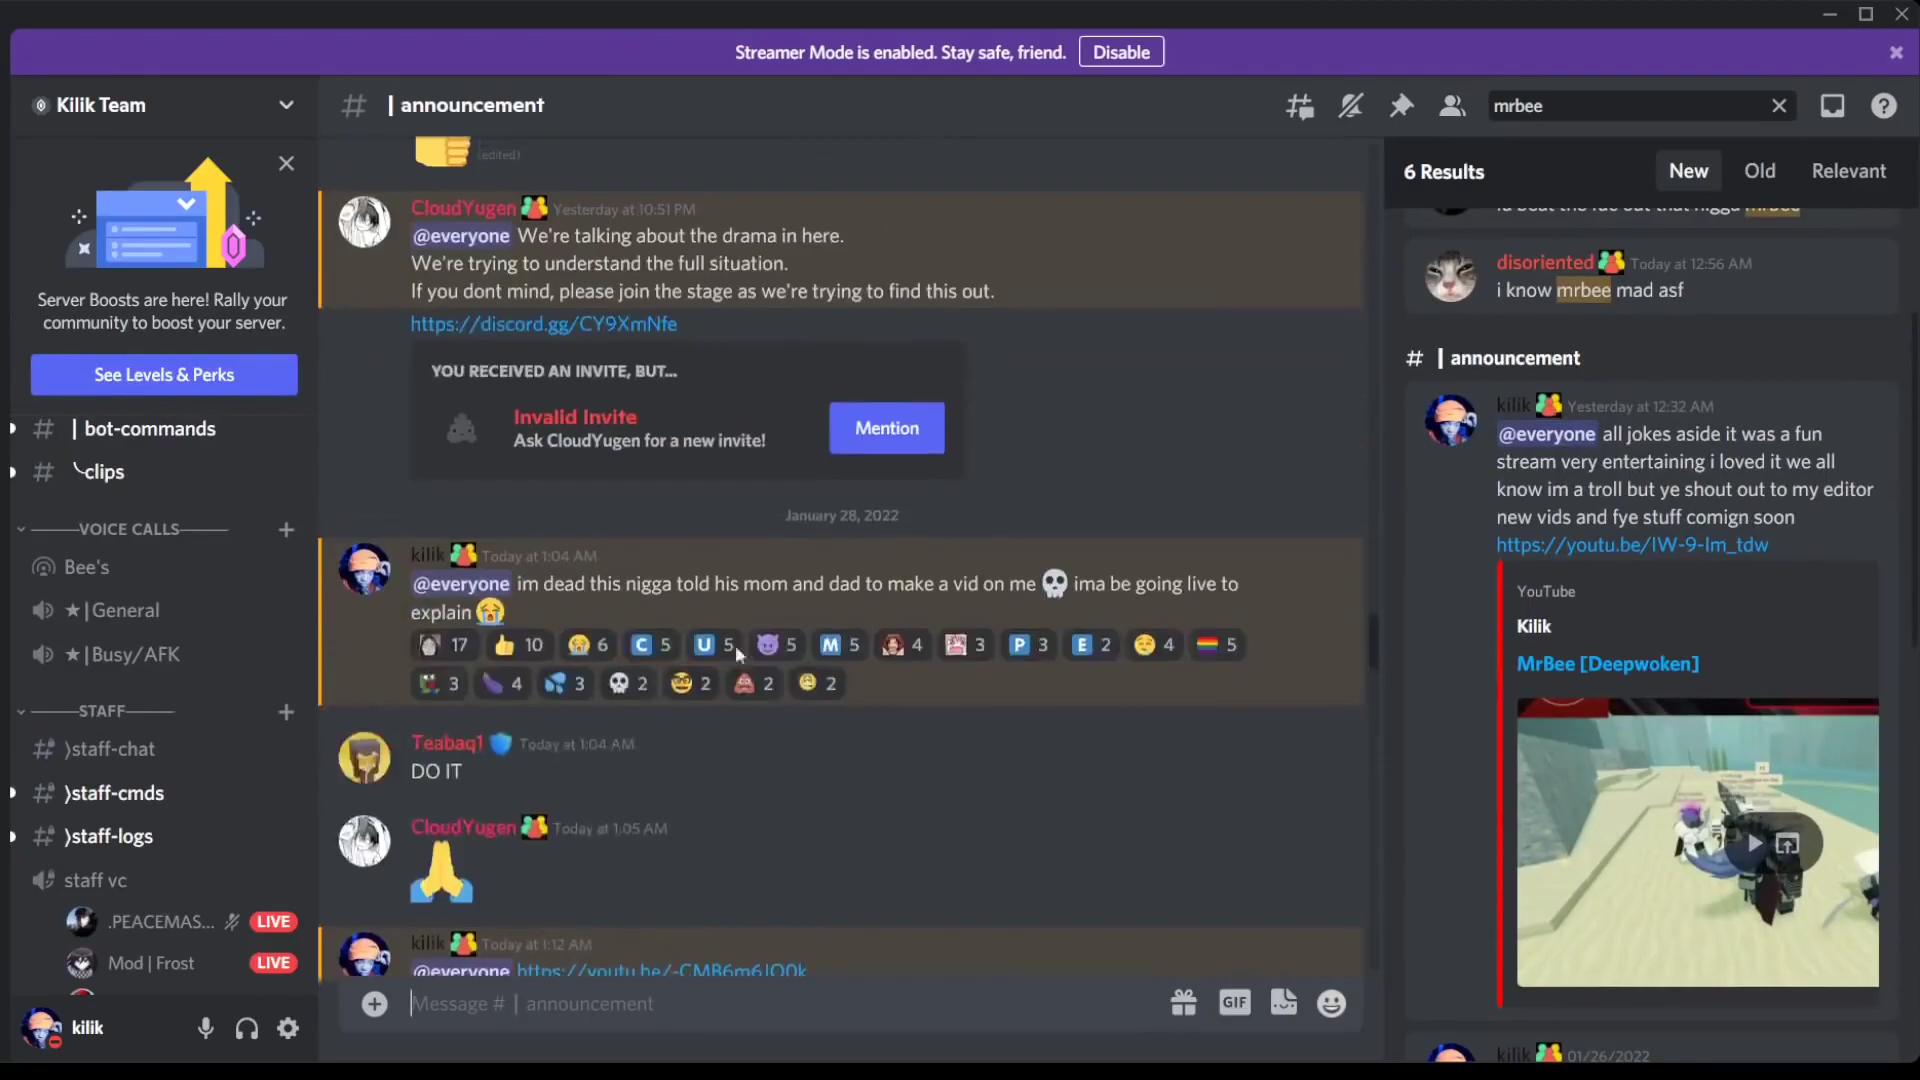 Streamer Mode is enabled. Stay safe, friend.
Disable
Kilik Team
| announcement
mrbee
Server Boosts are here! Rally your
community to boost your server.
See Levels & Perks
| bot-commands
clips
VOICE CALLS
Bee's
★|General
★|Busy/AFK
STAFF
)staff-chat
)staff-cmds
)staff-logs
staff vc
.PEACEMAS...
LIVE
Mod | Frost
LIVE
kilik
(edited)
CloudYugen Yesterday at 10:51 PM
@everyone We're talking about the drama in here.
We're trying to understand the full situation.
If you dont mind, please join the stage as we're trying to find this out.
https://discord.gg/CY9XmNfe
YOU RECEIVED AN INVITE, BUT...
Invalid Invite
Ask CloudYugen for a new invite!
Mention
January 28, 2022
kilik Today at 1:04 AM
@everyone im dead this nigga told his mom and dad to make a vid on me 💀 ima be going live to
explain 😭
17 10 6 C 5 U 5 5 M 5 4 3 P 3 E 2 4 5
3 4 3 2 2 2 2
Teabaq1 Today at 1:04 AM
DO IT
CloudYugen Today at 1:05 AM
kilik Today at 1:12 AM
@everyone https://youtu.be/-CMB6m6JO0k
Message # | announcement
GIF
6 Results
New
Old
Relevant
that nigga mrbee
disoriented Today at 12:56 AM
i know mrbee mad asf
# | announcement
kilik Yesterday at 12:32 AM
@everyone all jokes aside it was a fun
stream very entertaining i loved it we all
know im a troll but ye shout out to my editor
new vids and fye stuff comign soon
https://youtu.be/IW-9-Im_tdw
YouTube
Kilik
MrBee [Deepwoken]
kilik 01/26/2022